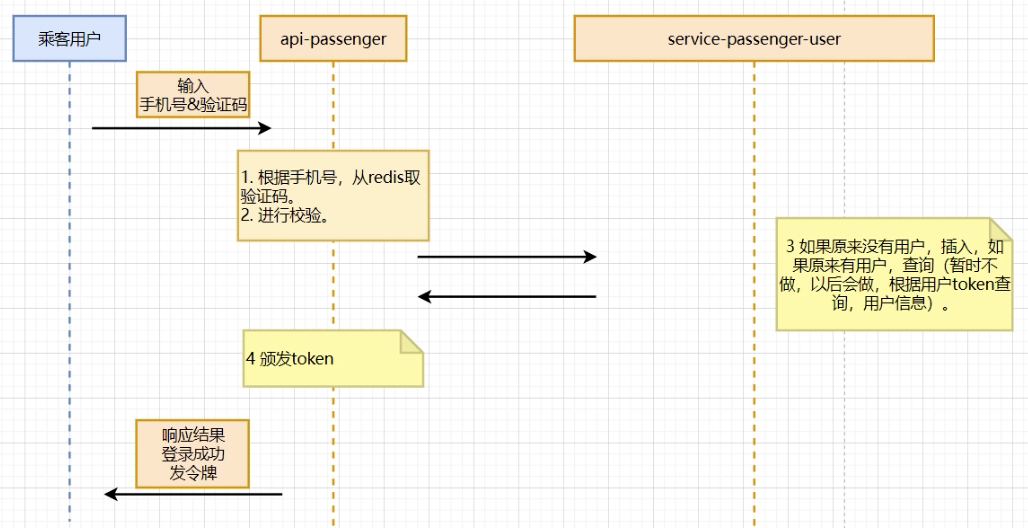 乘客用户
api-passenger
service-passenger-user
输入
手机号&验证码
1. 根据手机号，从redis取
验证码。
2. 进行校验。
3 如果原来没有用户，插入，如
果原来有用户，查询（暂时不
做，以后会做，根据用户token查
询，用户信息）。
4 颁发token
响应结果
登录成功
发令牌